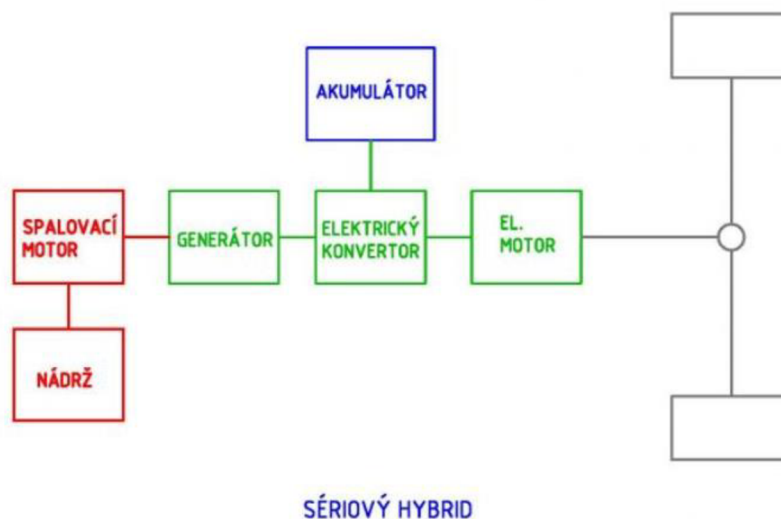 AKUMULÁTOR
SPALOVACÍ
MOTOR
GENERÁTOR
ELEKTRICKÝ
KONVERTOR
EL.
MOTOR
NÁDRŽ
SÉRIOVÝ HYBRID